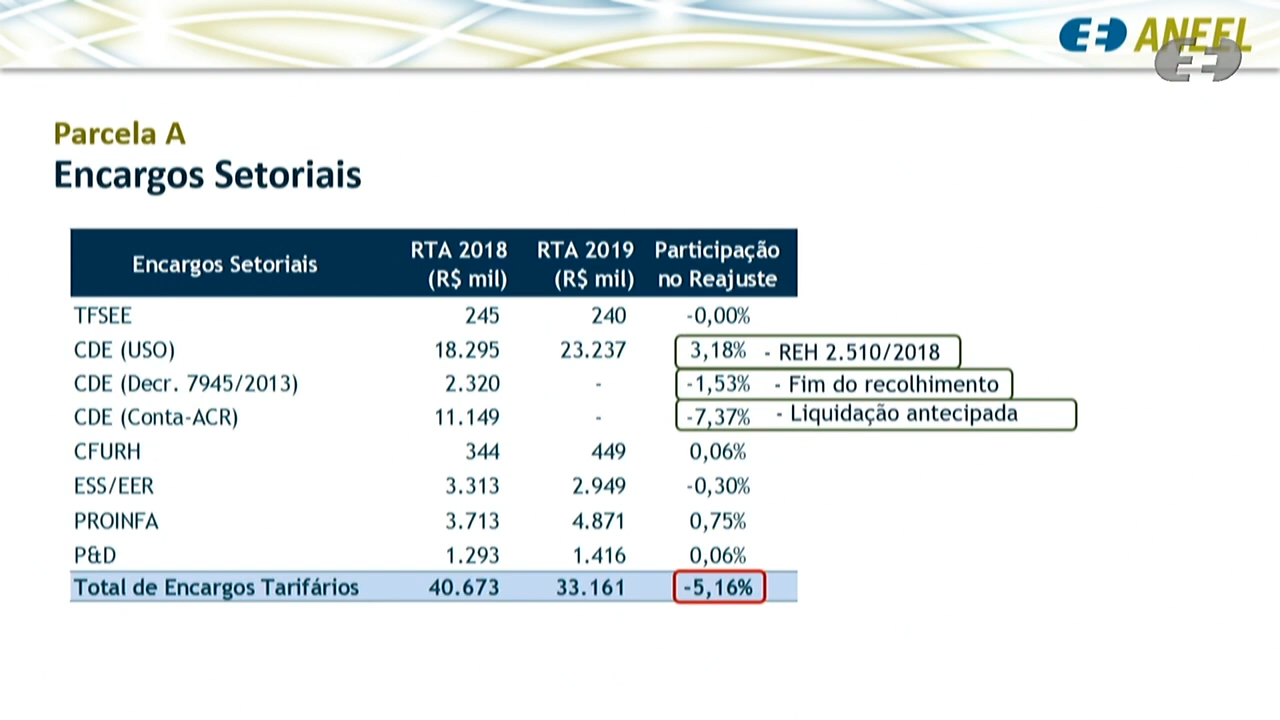 ANEEL
Parcela A
Encargos Setoriais
Encargos Setoriais RTA 2018 (R$ mil) RTA 2019 (R$ mil) Participação no Reajuste
TFSEE 245 240 -0,00%
CDE (USO) 18.295 23.237 3,18% - REH 2.510/2018
CDE (Decr. 7945/2013) 2.320 - -1,53% - Fim do recolhimento
CDE (Conta-ACR) 11.149 - -7,37% - Liquidação antecipada
CFURH 344 449 0,06%
ESS/EER 3.313 2.949 -0,30%
PROINFA 3.713 4.871 0,75%
P&D 1.293 1.416 0,06%
Total de Encargos Tarifários 40.673 33.161 -5,16%